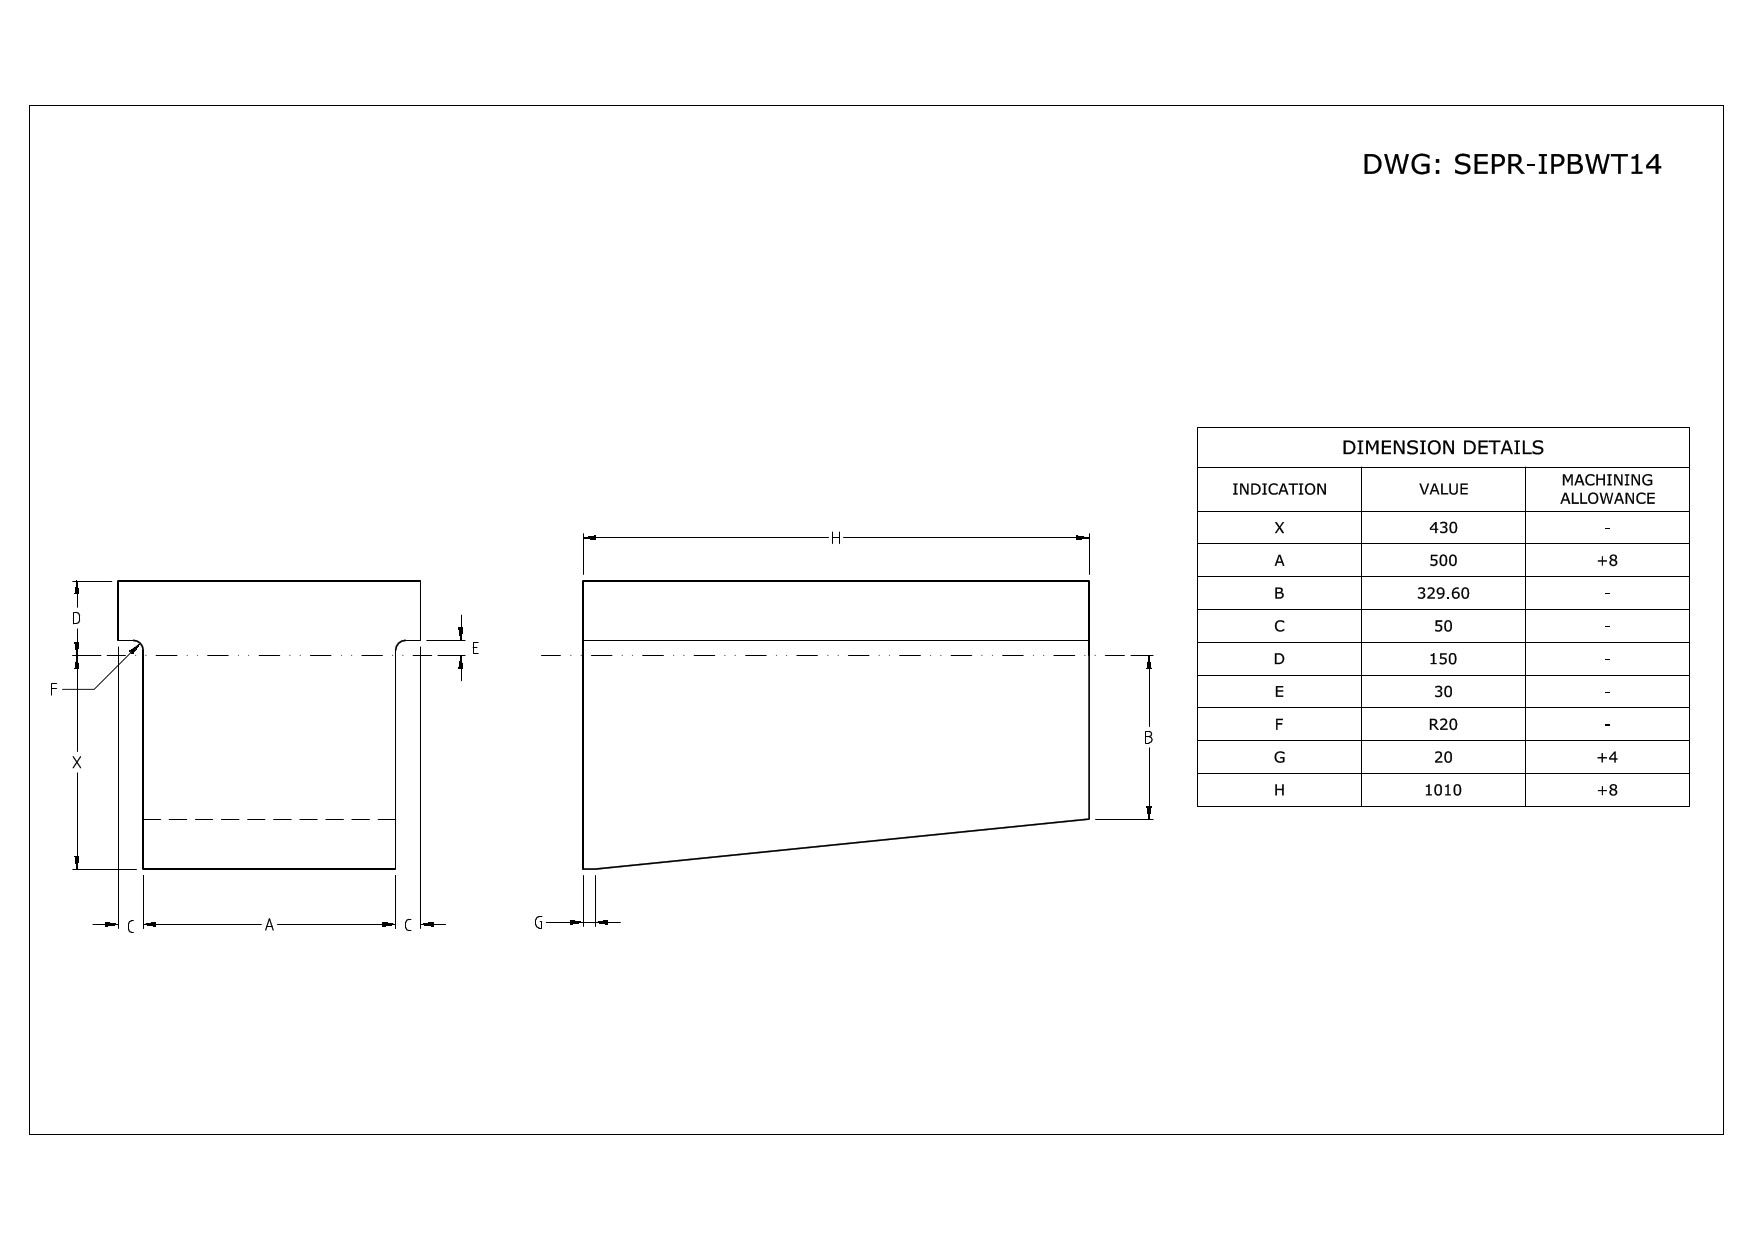 DWG: SEPR-IPBWT14
DIMENSION DETAILS
INDICATION VALUE MACHINING ALLOWANCE
X 430 -
A 500 +8
B 329.60 -
C 50 -
D 150 -
E 30 -
F R20 -
G 20 +4
H 1010 +8
H
D
E
F
X
B
C A C
G